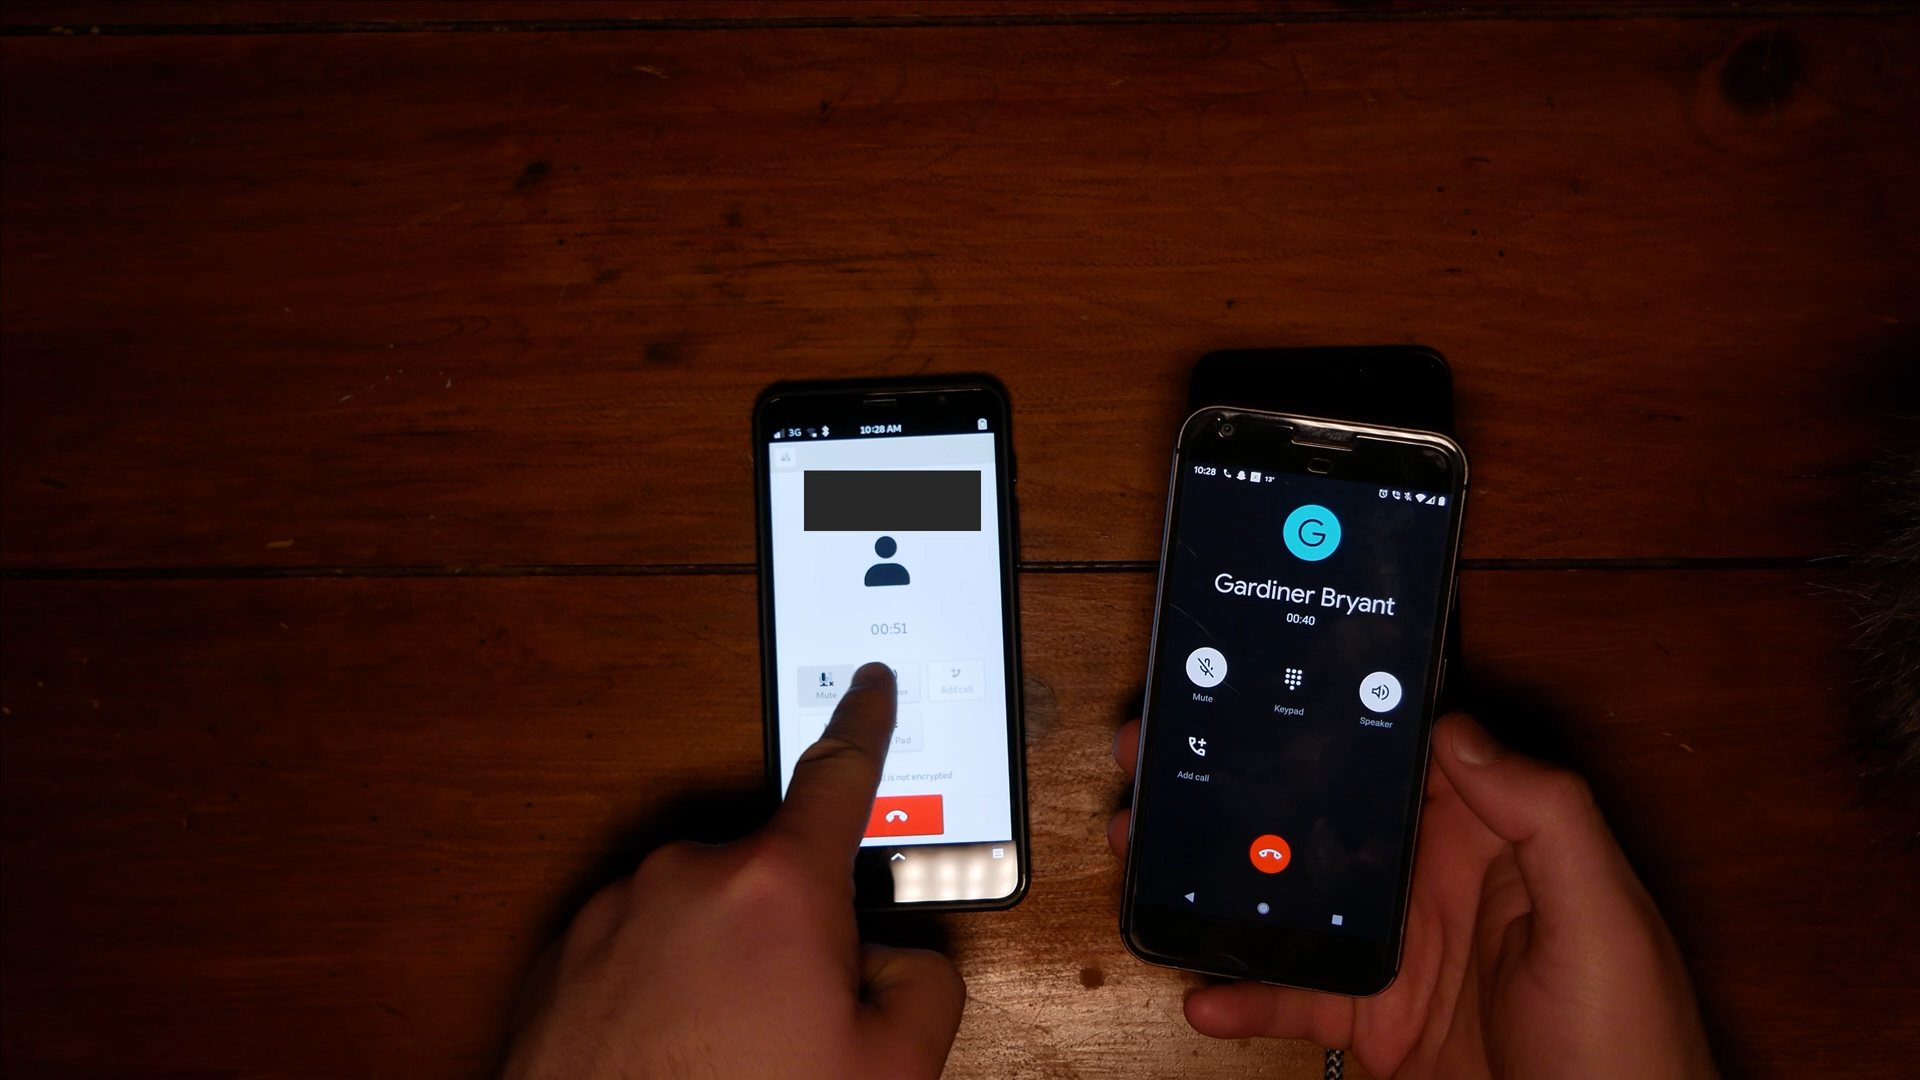 3G
10:28 AM
00:51
Mute
Add call
Pad
is not encrypted
10:28
13°
G
Gardiner Bryant
00:40
Mute
Keypad
Speaker
Add call